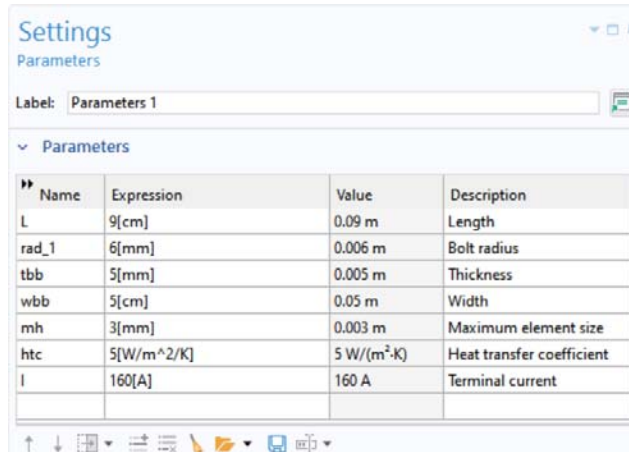 Settings
Parameters
Label: Parameters 1
Parameters
Name Expression Value Description
L 9[cm] 0.09 m Length
rad_1 6[mm] 0.006 m Bolt radius
tbb 5[mm] 0.005 m Thickness
wbb 5[cm] 0.05 m Width
mh 3[mm] 0.003 m Maximum element size
htc 5[W/m^2/K] 5 W/(m²·K) Heat transfer coefficient
I 160[A] 160 A Terminal current